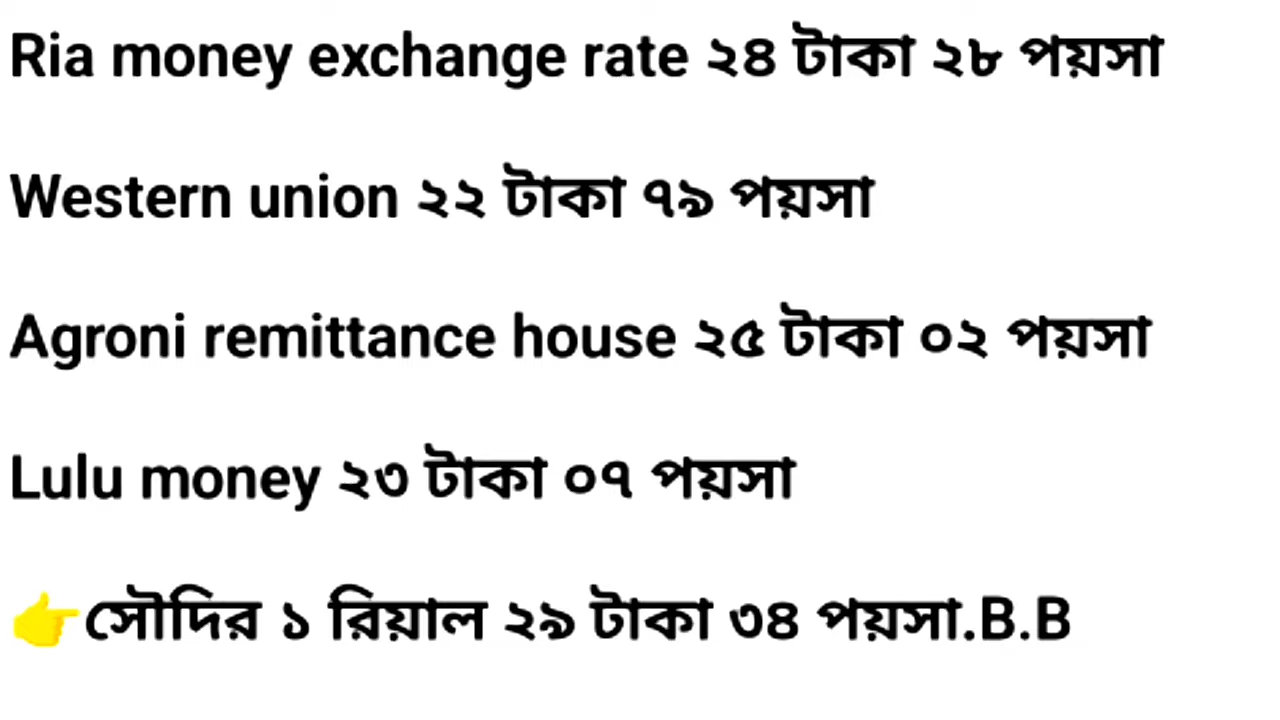 Ria money exchange rate ২৪ টাকা ২৮ পয়সা
Western union ২২ টাকা ৭৯ পয়সা
Agroni remittance house ২৫ টাকা ০২ পয়সা
Lulu money ২৩ টাকা ০৭ পয়সা
👉সৌদির ১ রিয়াল ২৯ টাকা ৩৪ পয়সা.B.B